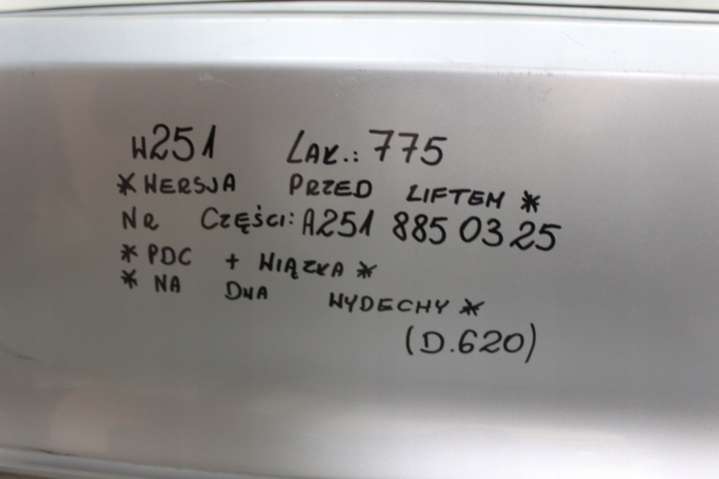 W251 LAK.: 775
*WERSJA PRZED LIFTEM*
NR CZĘŚCI: A251 885 03 25
*PDC + WIĄZKA*
*NA DWA WYDECHY*
(D.620)